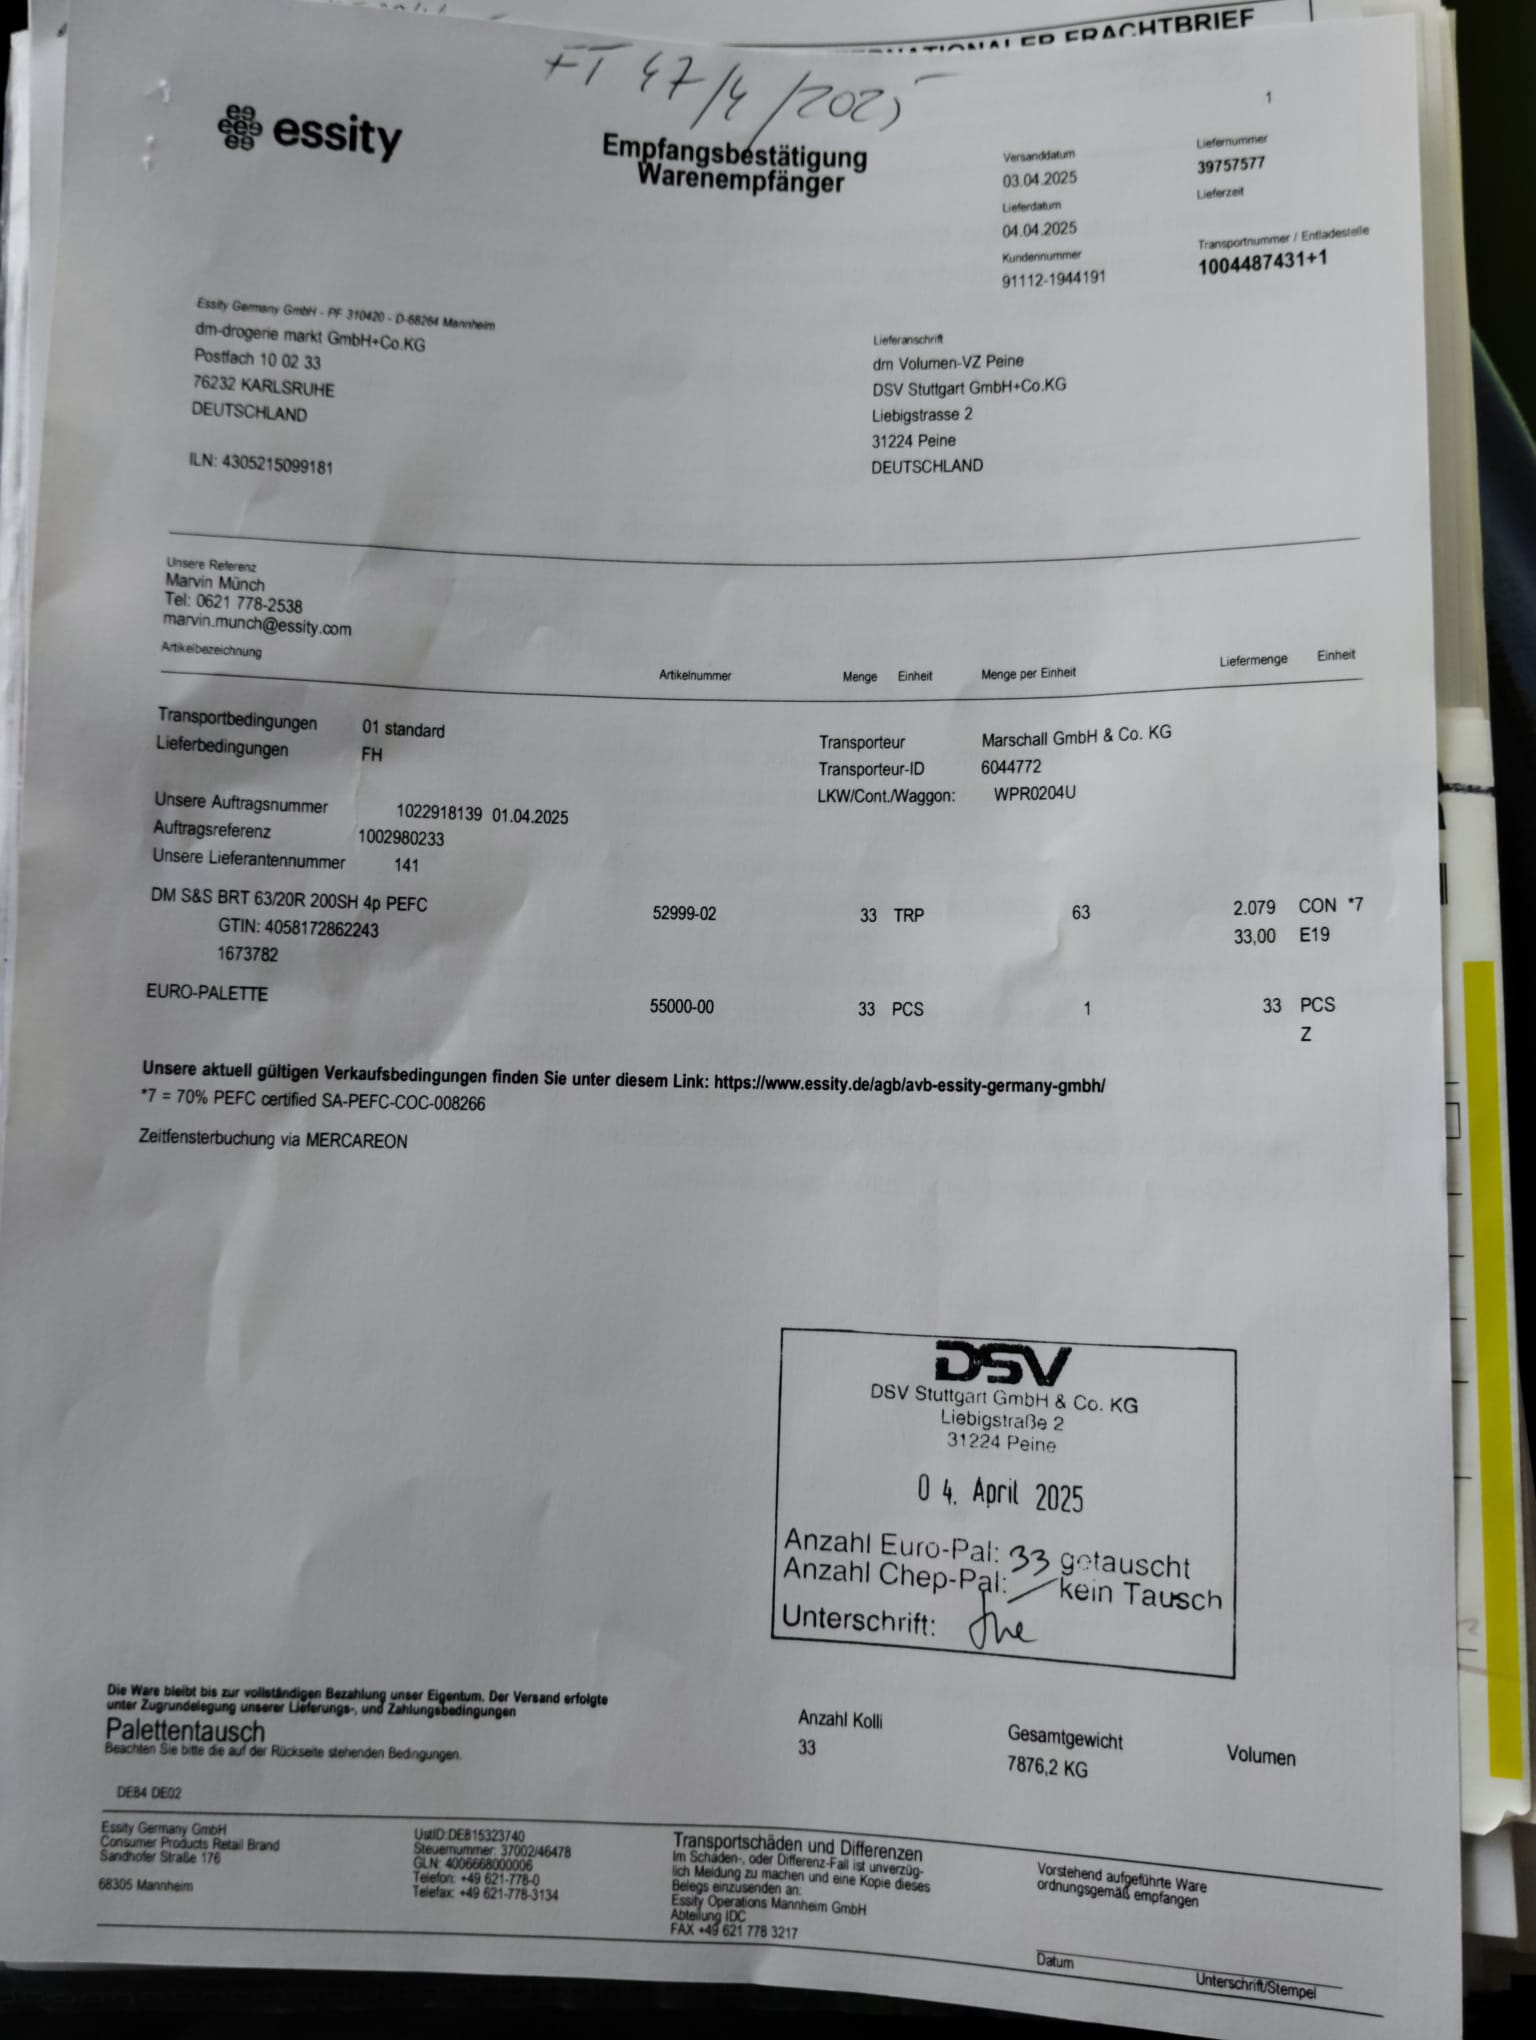 FRACHTBRIEF
FT 47/4/2025
1
essity
Empfangsbestätigung
Warenempfänger
Versanddatum
03.04.2025
Lieferdatum
04.04.2025
Kundennummer
91112-1944191
Liefernummer
39757577
Lieferzeit
Transportnummer / Entladestelle
1004487431+1
Essity Germany GmbH - PF 310420 - D-68264 Mannheim
dm-drogerie markt GmbH+Co.KG
Postfach 10 02 33
76232 KARLSRUHE
DEUTSCHLAND
ILN: 4305215099181
Lieferanschrift
dm Volumen-VZ Peine
DSV Stuttgart GmbH+Co.KG
Liebigstrasse 2
31224 Peine
DEUTSCHLAND
Unsere Referenz
Marvin Münch
Tel: 0621 778-2538
marvin.munch@essity.com
Artikelbezeichnung Artikelnummer Menge Einheit Menge per Einheit Liefermenge Einheit
Transportbedingungen 01 standard
Lieferbedingungen FH
Transporteur Marschall GmbH & Co. KG
Transporteur-ID 6044772
LKW/Cont./Waggon: WPR0204U
Unsere Auftragsnummer 1022918139 01.04.2025
Auftragsreferenz 1002980233
Unsere Lieferantennummer 141
DM S&S BRT 63/20R 200SH 4p PEFC 52999-02 33 TRP 63 2.079 CON *7
GTIN: 4058172862243 33,00 E19
1673782
EURO-PALETTE 55000-00 33 PCS 1 33 PCS
Z
Unsere aktuell gültigen Verkaufsbedingungen finden Sie unter diesem Link: https://www.essity.de/agb/avb-essity-germany-gmbh/
*7 = 70% PEFC certified SA-PEFC-COC-008266
Zeitfensterbuchung via MERCAREON
DSV
DSV Stuttgart GmbH & Co. KG
Liebigstraße 2
31224 Peine
04. April 2025
Anzahl Euro-Pal: 33 getauscht
Anzahl Chep-Pal: / kein Tausch
Unterschrift:
Die Ware bleibt bis zur vollständigen Bezahlung unser Eigentum. Der Versand erfolgte
unter Zugrundelegung unserer Lieferungs-, und Zahlungsbedingungen
Palettentausch
Beachten Sie bitte die auf der Rückseite stehenden Bedingungen.
Anzahl Kolli
33
Gesamtgewicht
7876,2 KG
Volumen
DE84 DE02
Essity Germany GmbH
Consumer Products Retail Brand
Sandhofer Straße 176
68305 Mannheim
UstID:DE815323740
Steuernummer: 37002/46478
GLN: 4006668000006
Telefon: +49 621-778-0
Telefax: +49 621-778-3134
Transportschäden und Differenzen
Im Schaden-, oder Differenz-Fall ist unverzüg-
lich Meldung zu machen und eine Kopie dieses
Belegs einzusenden an:
Essity Operations Mannheim GmbH
Abteilung IDC
FAX +49 621 778 3217
Vorstehend aufgeführte Ware
ordnungsgemäß empfangen
Datum
Unterschrift/Stempel